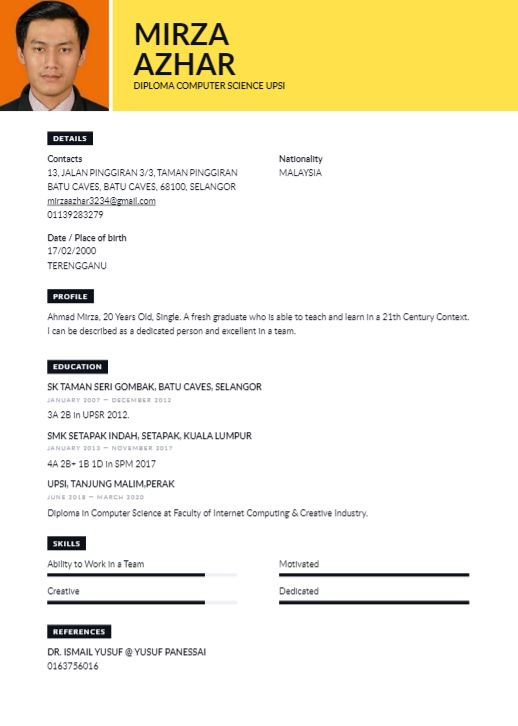 MIRZA
AZHAR
DIPLOMA COMPUTER SCIENCE UPSI
DETAILS
Contacts
13, JALAN PINGGIRAN 3/3, TAMAN PINGGIRAN
BATU CAVES, BATU CAVES, 68100, SELANGOR
mirzaazhar3234@gmail.com
01139283279
Nationality
MALAYSIA
Date / Place of birth
17/02/2000
TERENGGANU
PROFILE
Ahmad Mirza, 20 Years Old, Single. A fresh graduate who is able to teach and learn in a 21th Century Context.
I can be described as a dedicated person and excellent in a team.
EDUCATION
SK TAMAN SERI GOMBAK, BATU CAVES, SELANGOR
JANUARY 2007 — DECEMBER 2012
3A 2B in UPSR 2012.
SMK SETAPAK INDAH, SETAPAK, KUALA LUMPUR
JANUARY 2013 — NOVEMBER 2017
4A 2B+ 1B 1D in SPM 2017
UPSI, TANJUNG MALIM,PERAK
JUNE 2018 — MARCH 2020
Diploma in Computer Science at Faculty of Internet Computing & Creative Industry.
SKILLS
Ability to Work in a Team
Motivated
Creative
Dedicated
REFERENCES
DR. ISMAIL YUSUF @ YUSUF PANESSAI
0163756016